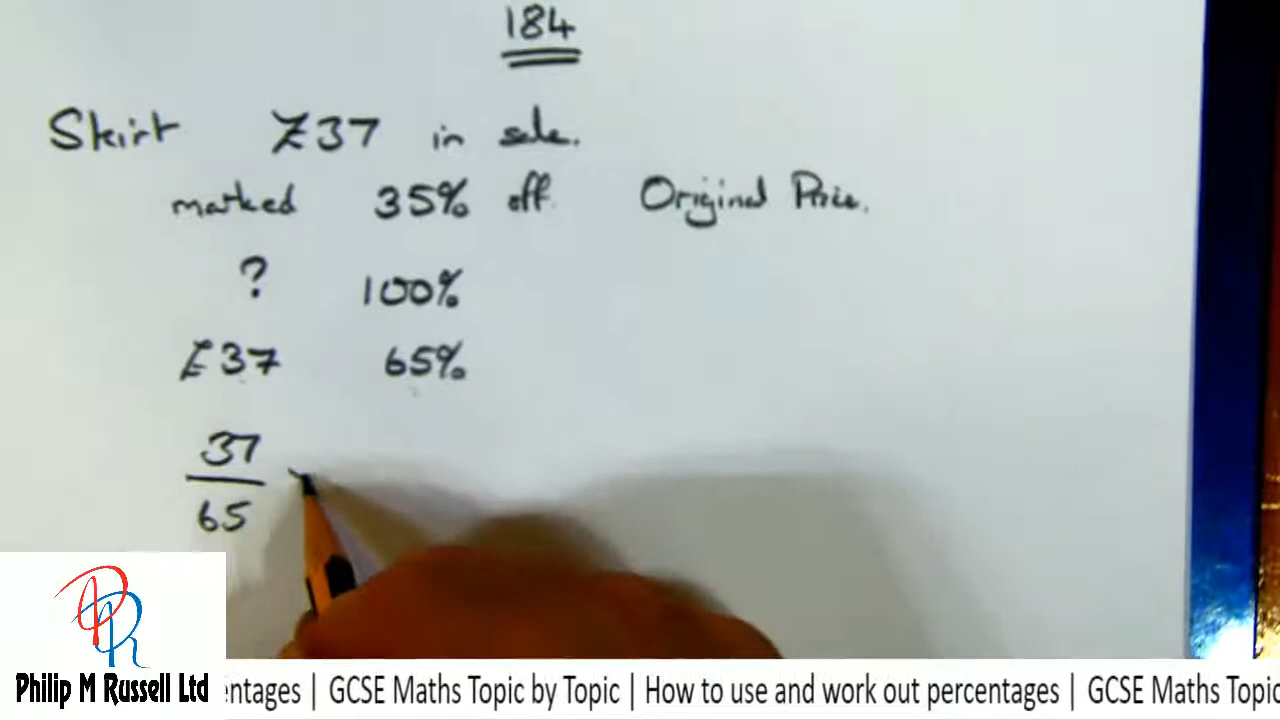 184
Skirt £37 in sale.
marked 35% off Original Price.
? 100%
£37 65%
37
65
Philip M Russell Ltd
entages | GCSE Maths Topic by Topic | How to use and work out percentages | GCSE Maths Topic